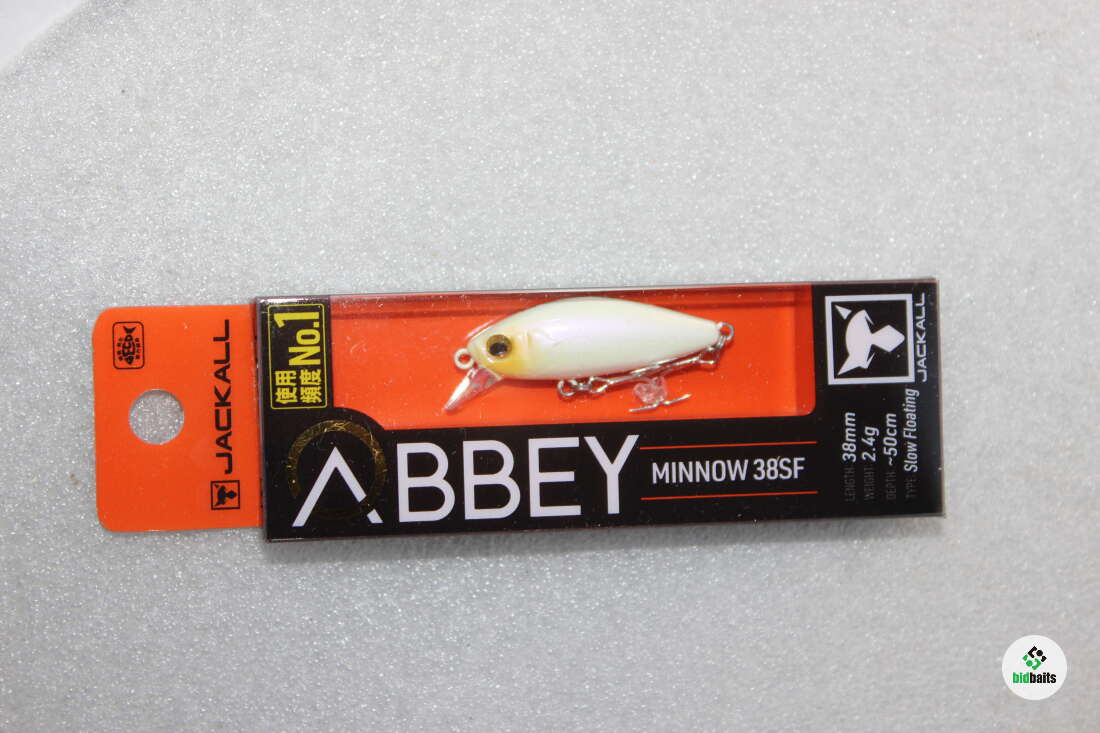 JACKALL
使用
頻度
No.1
ABBEY
MINNOW 38SF
JACKALL
LENGTH: 38mm
WEIGHT: 2.4g
DEPTH: ~50cm
TYPE: Slow Floating
bidbaits